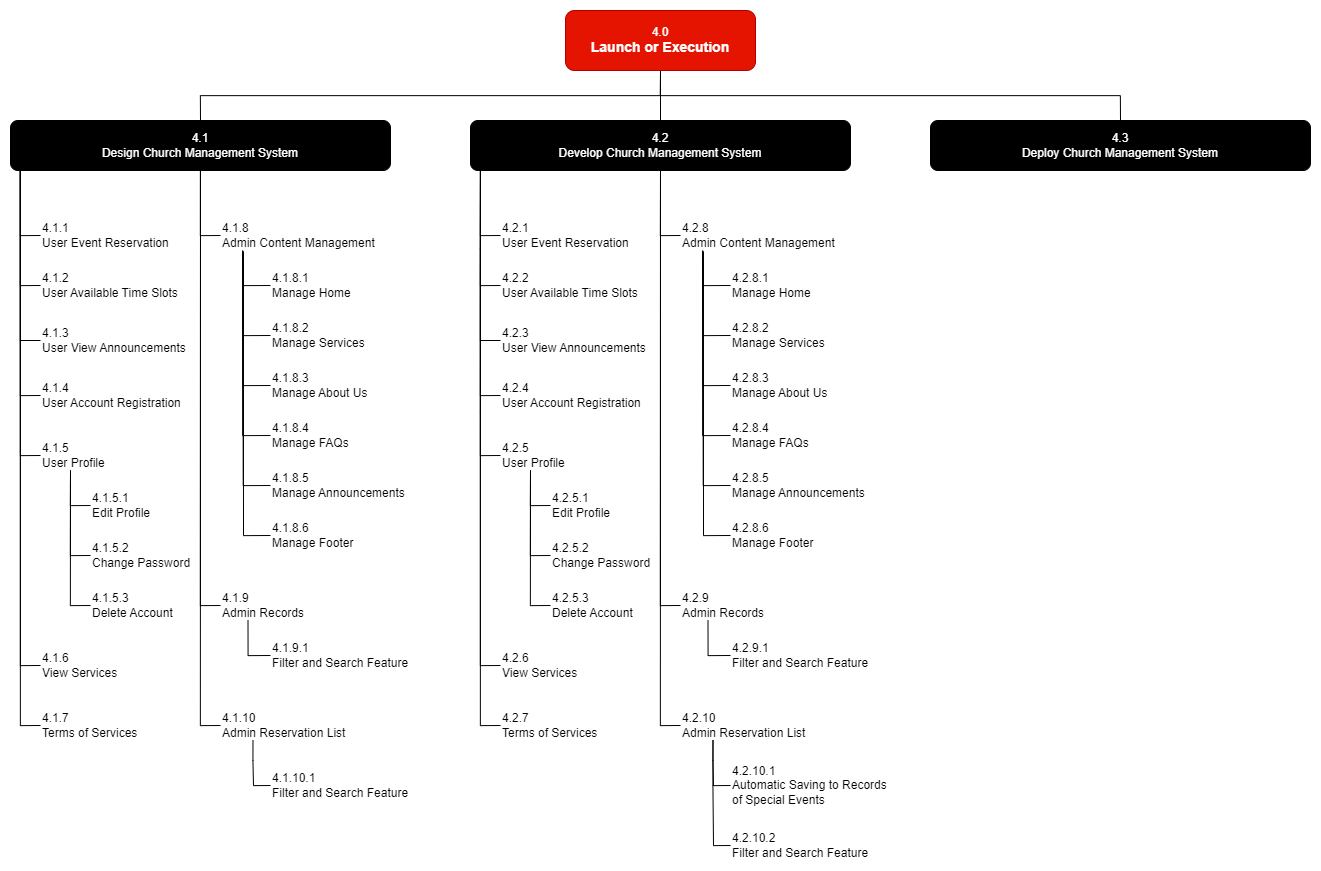 4.0
Launch or Execution
4.1
Design Church Management System
4.1.1
User Event Reservation
4.1.2
User Available Time Slots
4.1.3
User View Announcements
4.1.4
User Account Registration
4.1.5
User Profile
4.1.5.1
Edit Profile
4.1.5.2
Change Password
4.1.5.3
Delete Account
4.1.6
View Services
4.1.7
Terms of Services
4.1.8
Admin Content Management
4.1.8.1
Manage Home
4.1.8.2
Manage Services
4.1.8.3
Manage About Us
4.1.8.4
Manage FAQs
4.1.8.5
Manage Announcements
4.1.8.6
Manage Footer
4.1.9
Admin Records
4.1.9.1
Filter and Search Feature
4.1.10
Admin Reservation List
4.1.10.1
Filter and Search Feature
4.2
Develop Church Management System
4.2.1
User Event Reservation
4.2.2
User Available Time Slots
4.2.3
User View Announcements
4.2.4
User Account Registration
4.2.5
User Profile
4.2.5.1
Edit Profile
4.2.5.2
Change Password
4.2.5.3
Delete Account
4.2.6
View Services
4.2.7
Terms of Services
4.2.8
Admin Content Management
4.2.8.1
Manage Home
4.2.8.2
Manage Services
4.2.8.3
Manage About Us
4.2.8.4
Manage FAQs
4.2.8.5
Manage Announcements
4.2.8.6
Manage Footer
4.2.9
Admin Records
4.2.9.1
Filter and Search Feature
4.2.10
Admin Reservation List
4.2.10.1
Automatic Saving to Records
of Special Events
4.2.10.2
Filter and Search Feature
4.3
Deploy Church Management System